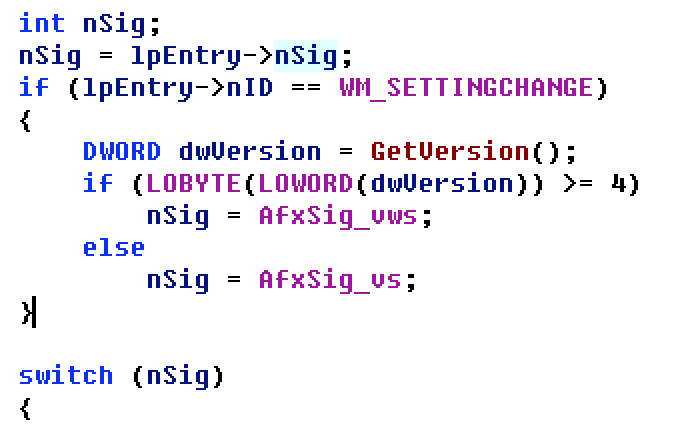 int nSig;
nSig = lpEntry->nSig;
if (lpEntry->nID == WM_SETTINGCHANGE)
{
    DWORD dwVersion = GetVersion();
    if (LOBYTE(LOWORD(dwVersion)) >= 4)
        nSig = AfxSig_vws;
    else
        nSig = AfxSig_vs;
}
switch (nSig)
{